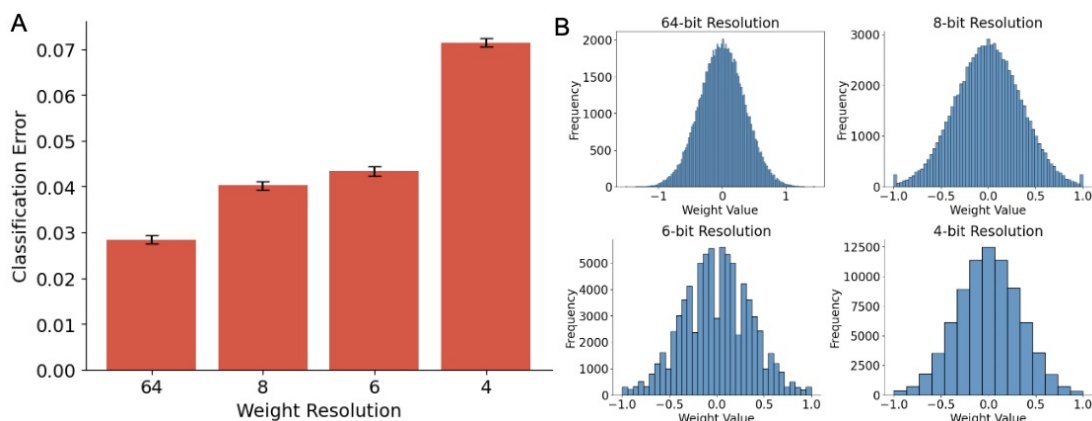 A
Classification Error
0.07
0.06
0.05
0.04
0.03
0.02
0.01
0.00
64 8 6 4
Weight Resolution
B
64-bit Resolution
Frequency
2000
1500
1000
500
0
−1 0 1
Weight Value
8-bit Resolution
Frequency
3000
2000
1000
0
−1.0 −0.5 0.0 0.5 1.0
Weight Value
6-bit Resolution
Frequency
5000
4000
3000
2000
1000
0
−1.0 −0.5 0.0 0.5 1.0
Weight Value
4-bit Resolution
Frequency
12500
10000
7500
5000
2500
0
−1.0 −0.5 0.0 0.5 1.0
Weight Value